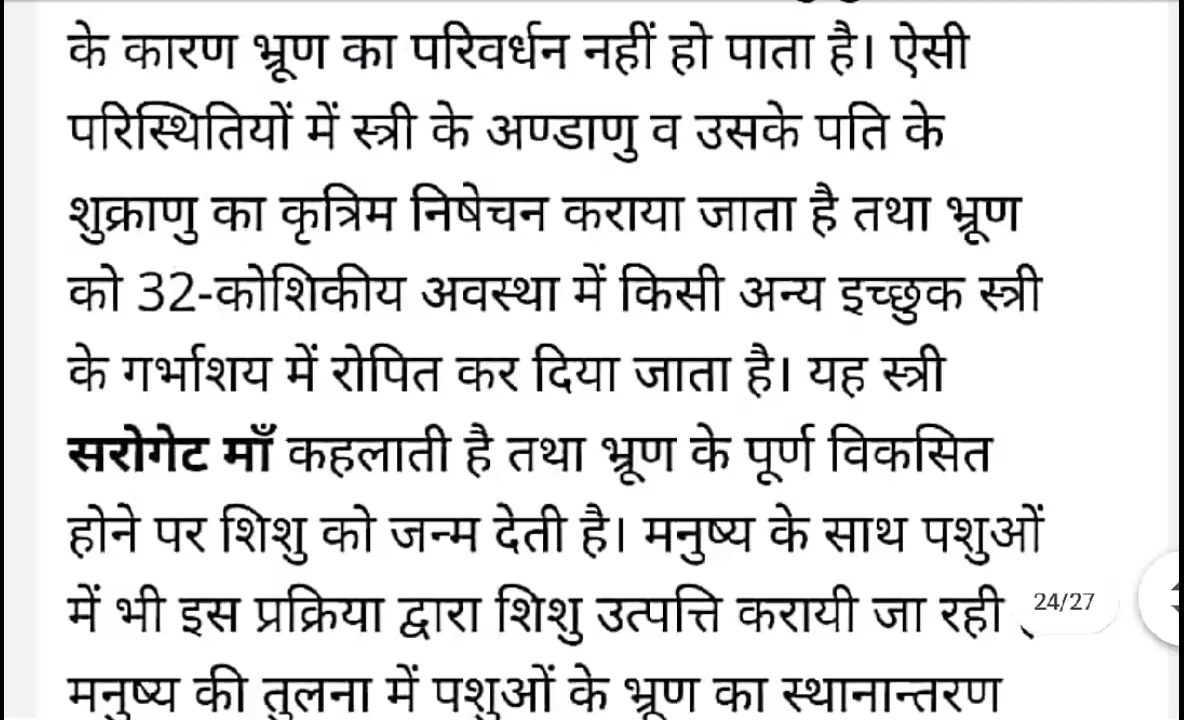 के कारण भ्रूण का परिवर्धन नहीं हो पाता है। ऐसी
परिस्थितियों में स्त्री के अण्डाणु व उसके पति के
शुक्राणु का कृत्रिम निषेचन कराया जाता है तथा भ्रूण
को 32-कोशिकीय अवस्था में किसी अन्य इच्छुक स्त्री
के गर्भाशय में रोपित कर दिया जाता है। यह स्त्री
सरोगेट माँ कहलाती है तथा भ्रूण के पूर्ण विकसित
होने पर शिशु को जन्म देती है। मनुष्य के साथ पशुओं
में भी इस प्रक्रिया द्वारा शिशु उत्पत्ति करायी जा रही
24/27
मनुष्य की तुलना में पशुओं के भ्रूण का स्थानान्तरण